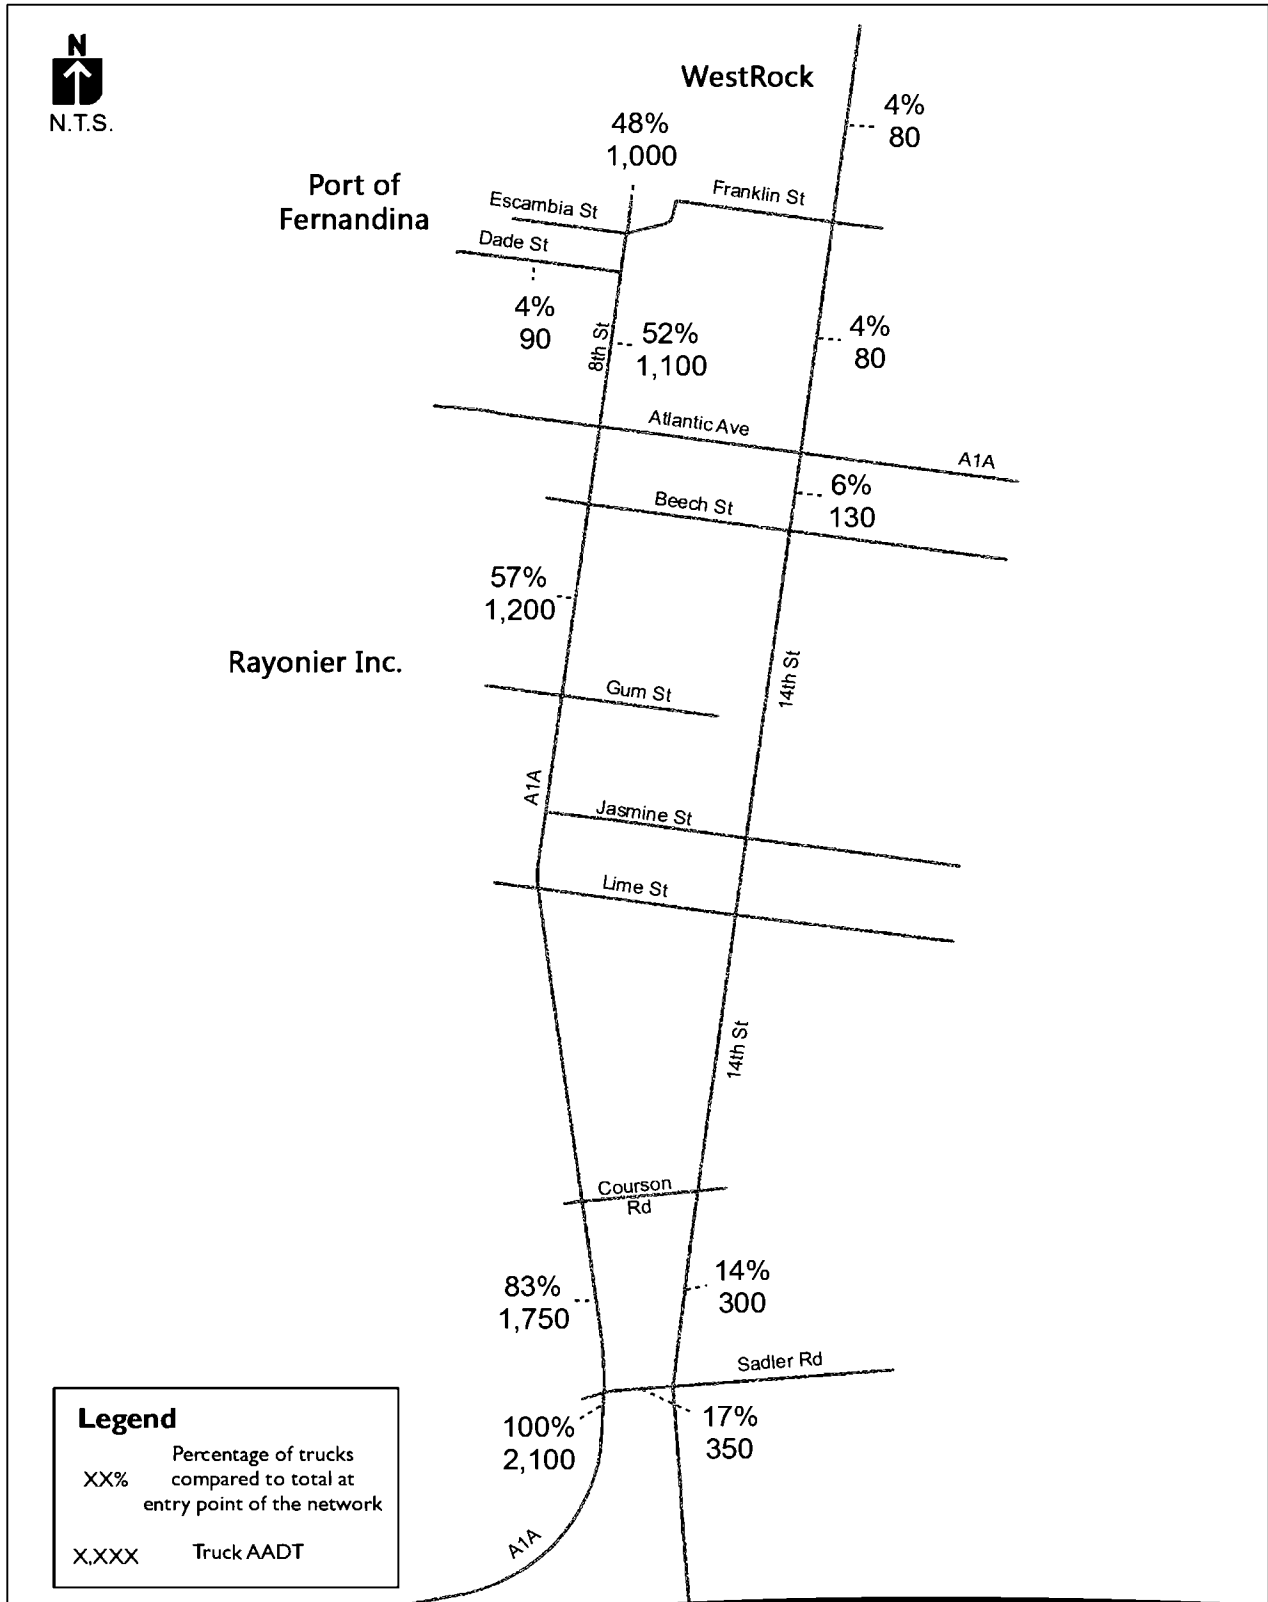 N
N.T.S.
WestRock
4%
80
48%
1,000
Port of
Fernandina
Escambia St
Franklin St
Dade St
4%
90
8th St
52%
1,100
4%
80
Atlantic Ave
A1A
6%
130
Beech St
57%
1,200
Rayonier Inc.
14th St
Gum St
A1A
Jasmine St
Lime St
14th St
Courson
Rd
83%
1,750
14%
300
Sadler Rd
100%
2,100
17%
350
A1A
Legend
XX%
Percentage of trucks
compared to total at
entry point of the network
X,XXX
Truck AADT